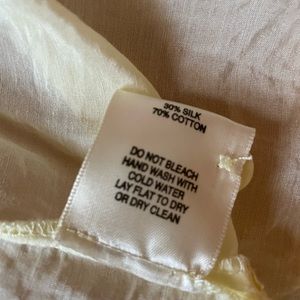 30% SILK
70% COTTON
DO NOT BLEACH
HAND WASH WITH
COLD WATER
LAY FLAT TO DRY
OR DRY CLEAN